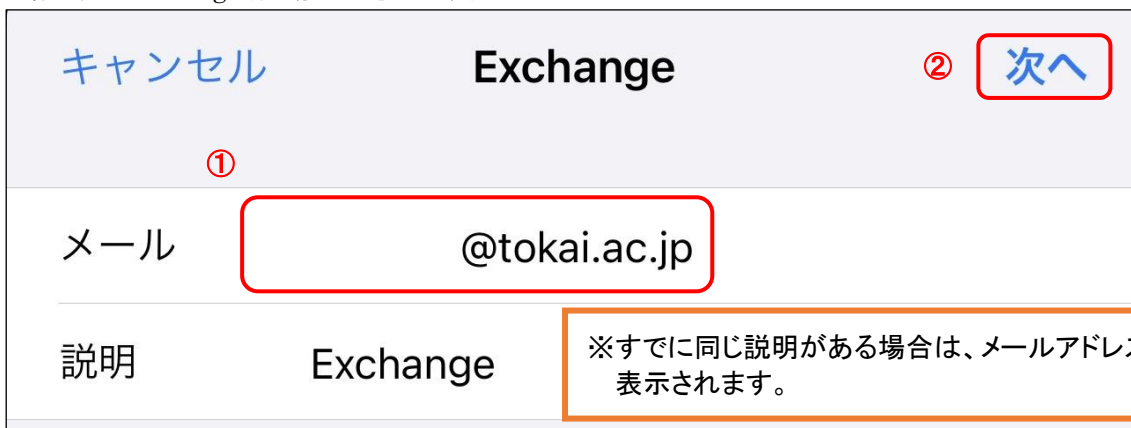 キャンセル Exchange ② 次へ
①
メール @tokai.ac.jp
説明 Exchange
※すでに同じ説明がある場合は、メールアドレス
表示されます。